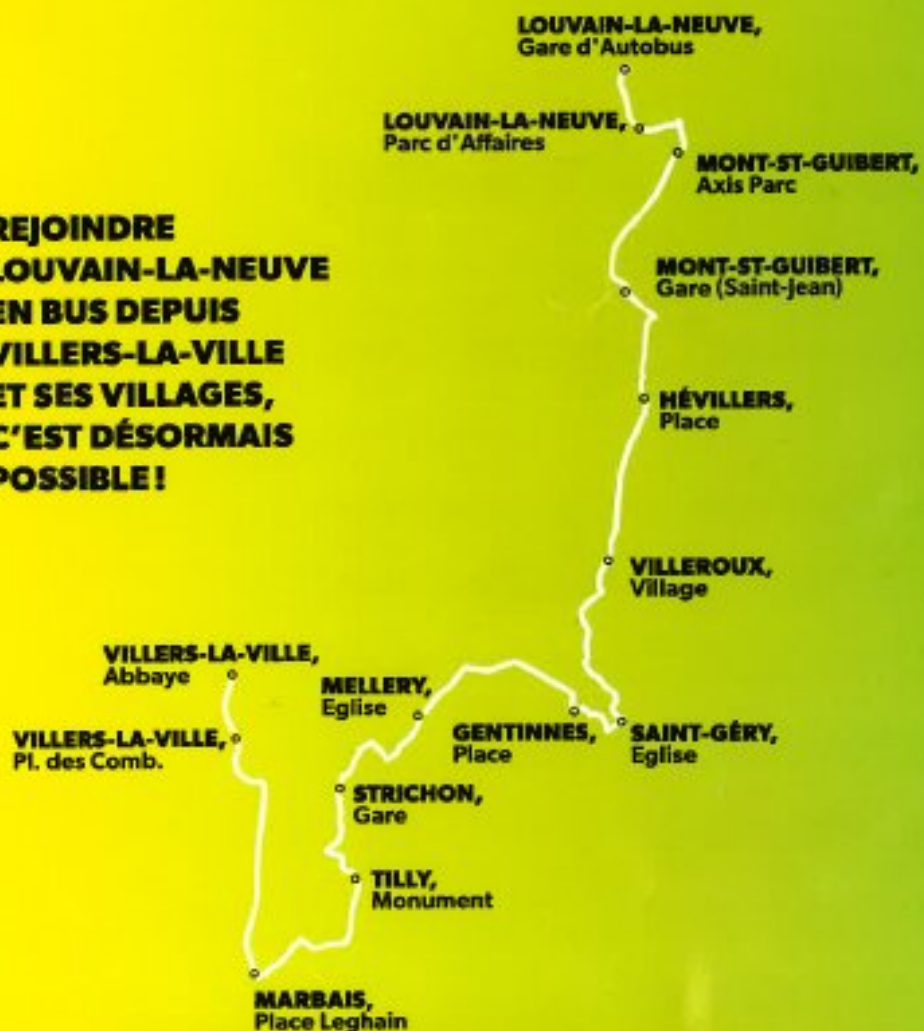 LOUVAIN-LA-NEUVE,
Gare d'Autobus
LOUVAIN-LA-NEUVE,
Parc d'Affaires
MONT-ST-GUIBERT,
Axis Parc
REJOINDRE
LOUVAIN-LA-NEUVE
EN BUS DEPUIS
VILLERS-LA-VILLE
ET SES VILLAGES,
C'EST DÉSORMAIS
POSSIBLE !
MONT-ST-GUIBERT,
Gare (Saint-Jean)
HÉVILLERS,
Place
VILLEROUX,
Village
VILLERS-LA-VILLE,
Abbaye
MELLERY,
Eglise
GENTINNES,
Place
SAINT-GÉRY,
Eglise
VILLERS-LA-VILLE,
Pl. des Comb.
STRICHON,
Gare
TILLY,
Monument
MARBAIS,
Place Leghain